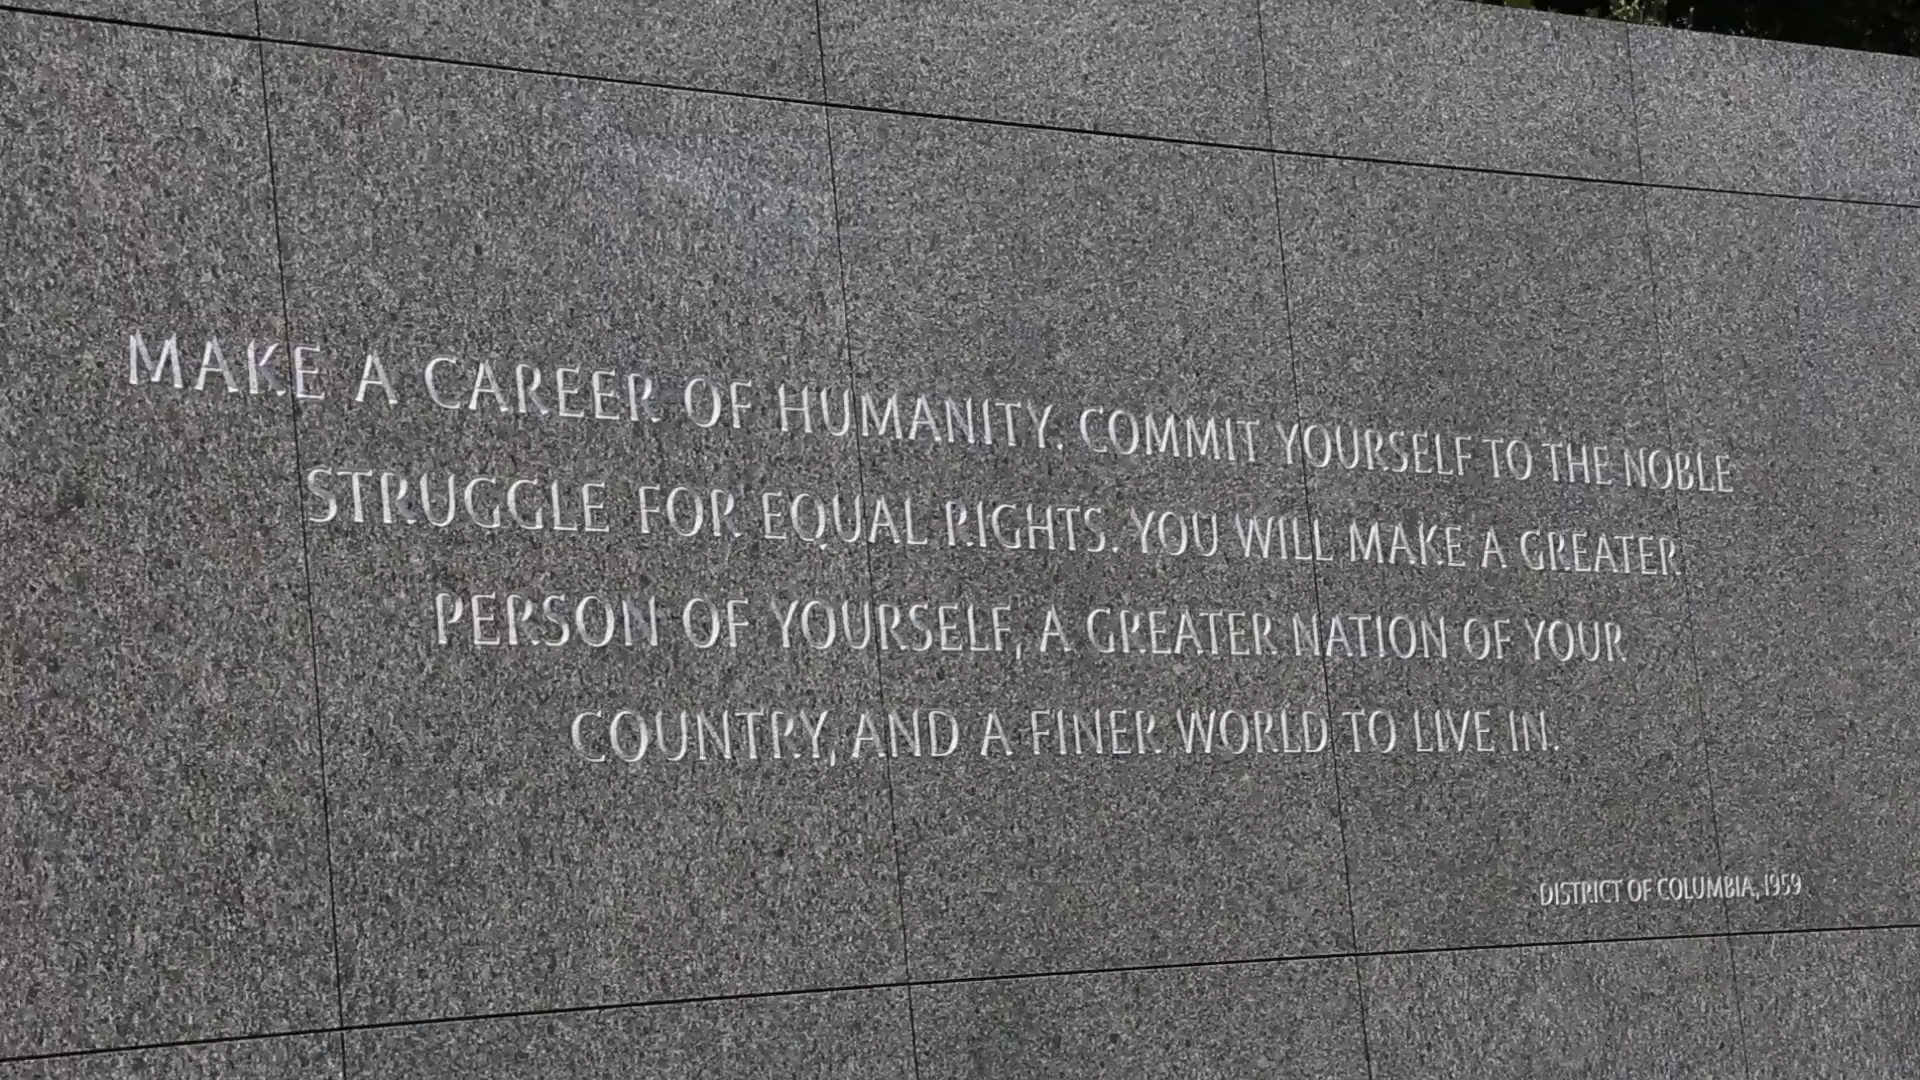 MAKE A CAREER OF HUMANITY. COMMIT YOURSELF TO THE NOBLE
STRUGGLE FOR EQUAL RIGHTS. YOU WILL MAKE A GREATER
PERSON OF YOURSELF, A GREATER NATION OF YOUR
COUNTRY, AND A FINER WORLD TO LIVE IN.
DISTRICT OF COLUMBIA, 1959